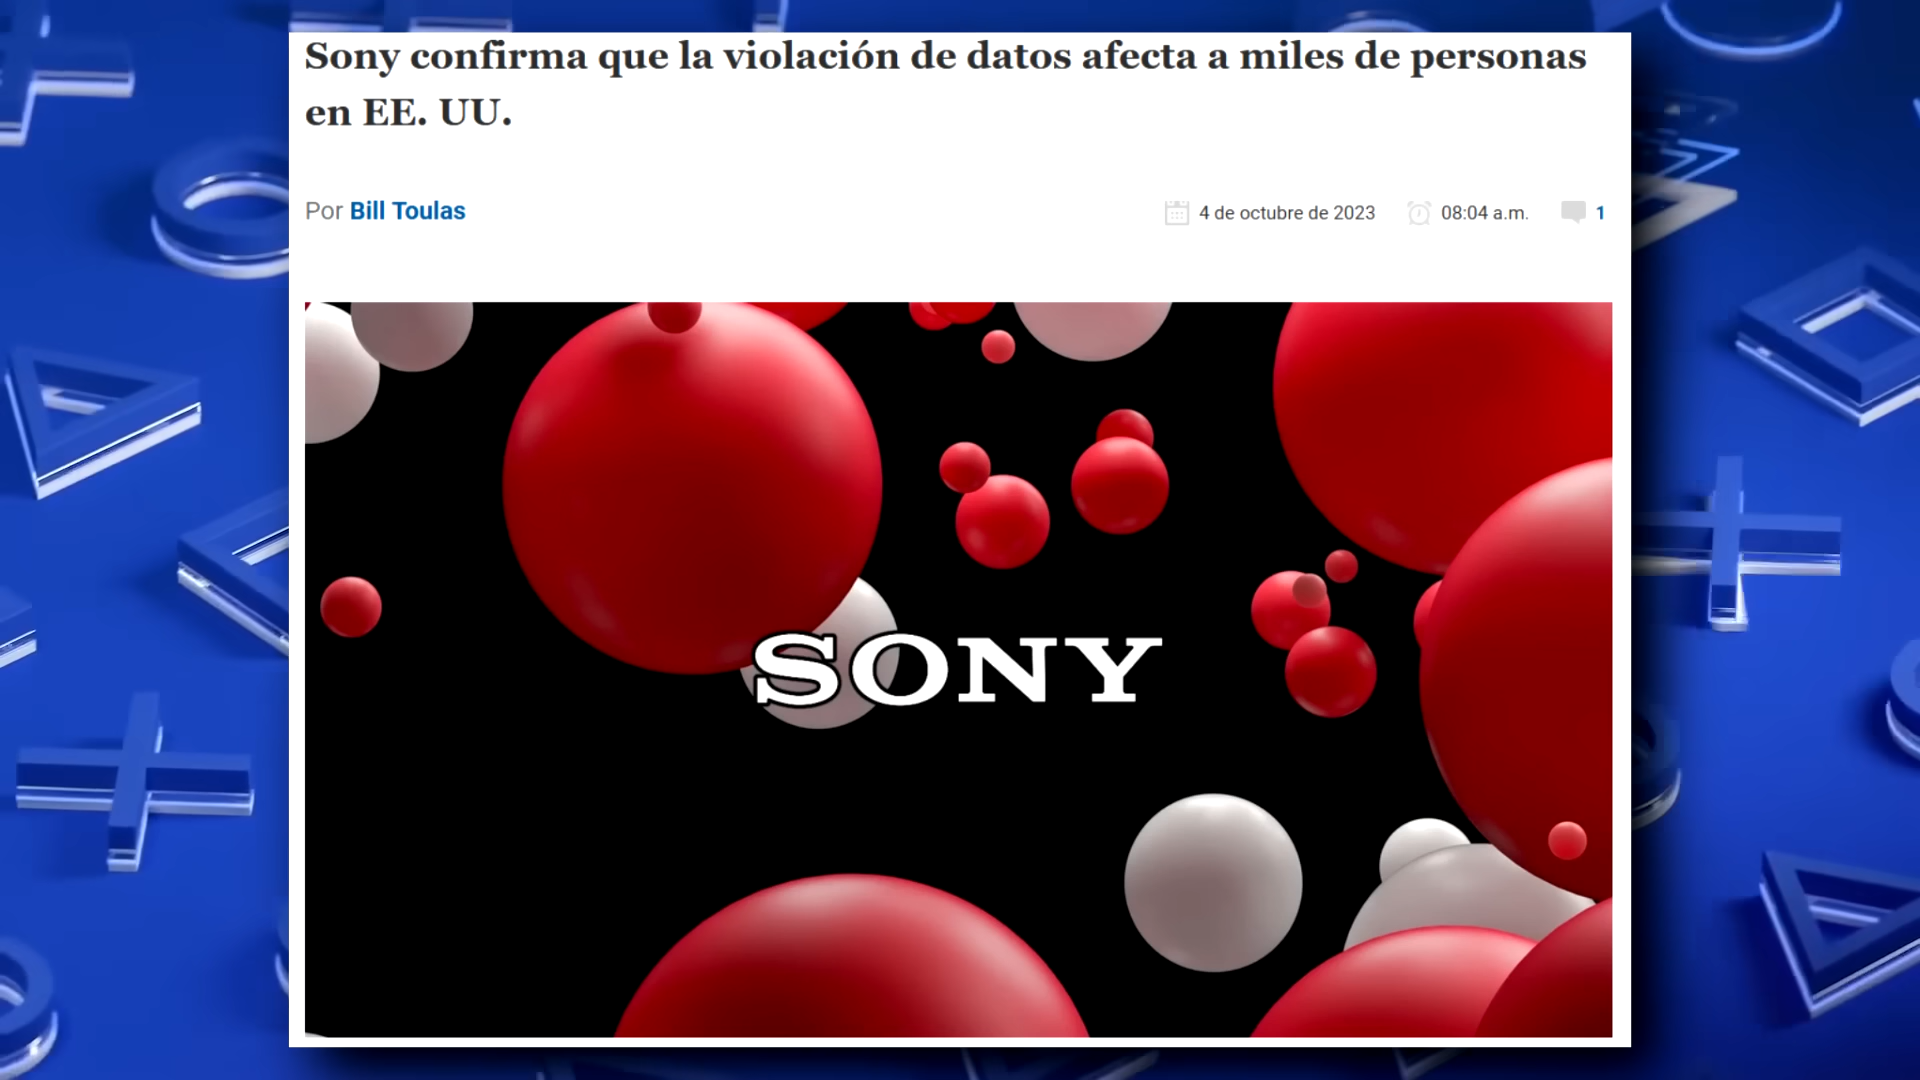 Sony confirma que la violación de datos afecta a miles de personas
en EE. UU.
Por Bill Toulas
4 de octubre de 2023
08:04 a.m.
1
SONY